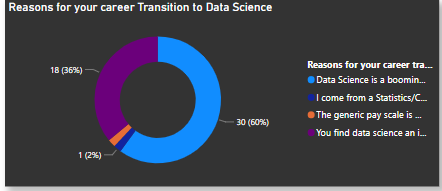 Reasons for your career Transition to Data Science
18 (36%)
1 (2%)
30 (60%)
Reasons for your career tra...
Data Science is a boomin...
I come from a Statistics/C...
The generic pay scale is ...
You find data science an i...